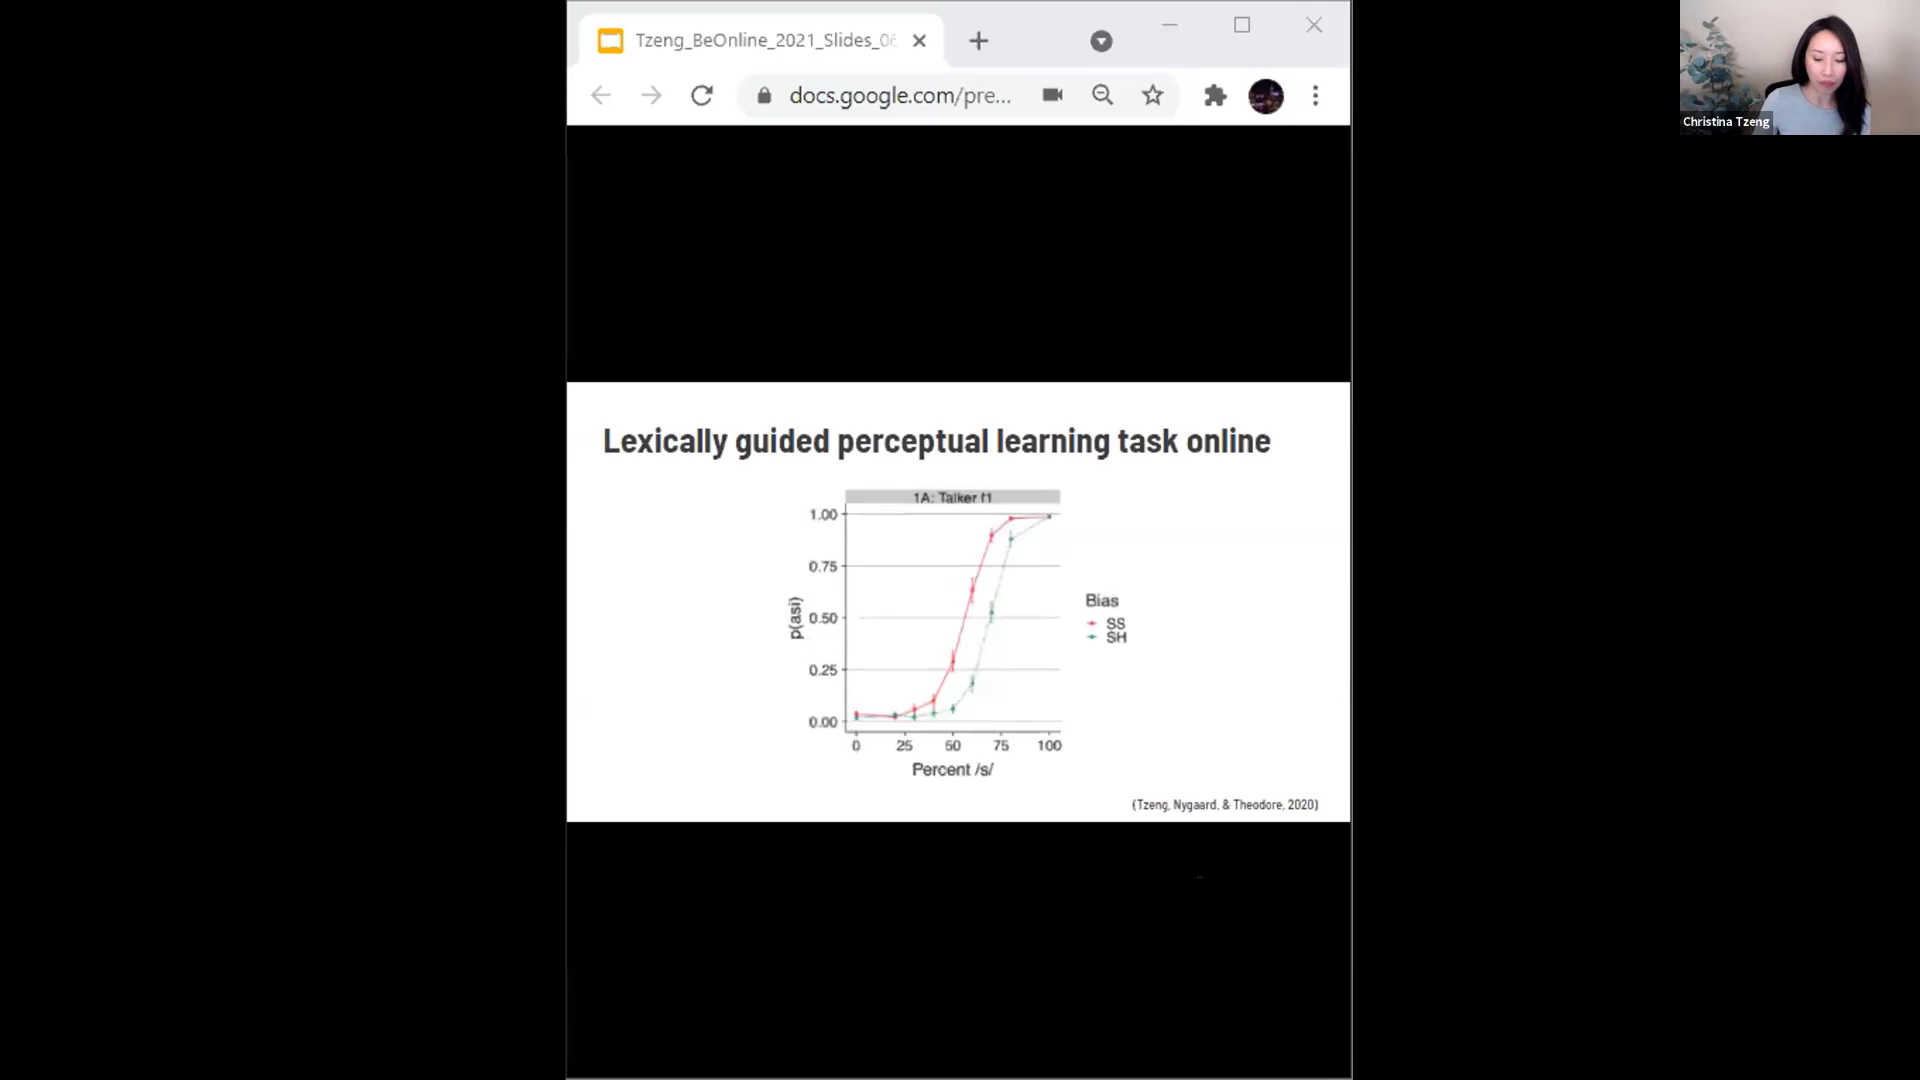 Tzeng_BeOnline_2021_Slides_06
docs.google.com/pre...
Christina Tzeng
Lexically guided perceptual learning task online
1A: Talker f1
1.00
0.75
0.50
0.25
0.00
p(asi)
0 25 50 75 100
Percent /s/
Bias
SS
SH
(Tzeng, Nygaard, & Theodore, 2020)